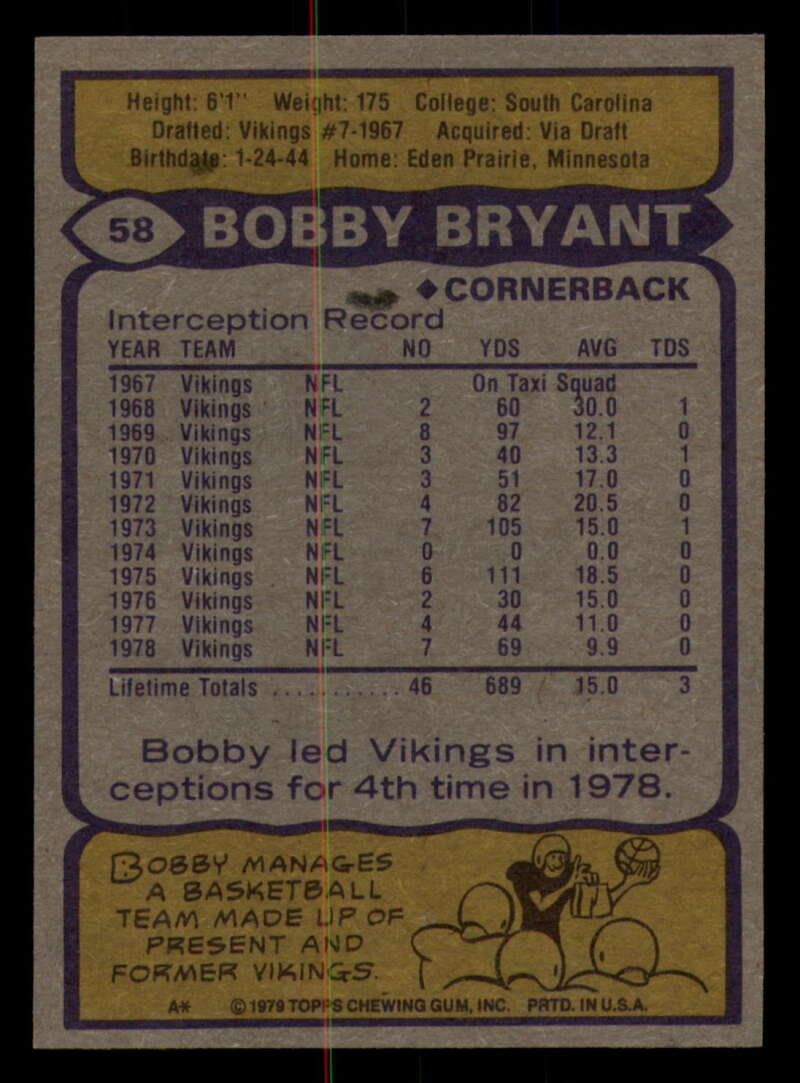 Height: 6'1" Weight: 175 College: South Carolina
Drafted: Vikings #7-1967 Acquired: Via Draft
Birthdate: 1-24-44 Home: Eden Prairie, Minnesota
58 BOBBY BRYANT
◆CORNERBACK
Interception Record
YEAR TEAM NO YDS AVG TDS
1967 Vikings NFL On Taxi Squad
1968 Vikings NFL 2 60 30.0 1
1969 Vikings NFL 8 97 12.1 0
1970 Vikings NFL 3 40 13.3 1
1971 Vikings NFL 3 51 17.0 0
1972 Vikings NFL 4 82 20.5 0
1973 Vikings NFL 7 105 15.0 1
1974 Vikings NFL 0 0 0.0 0
1975 Vikings NFL 6 111 18.5 0
1976 Vikings NFL 2 30 15.0 0
1977 Vikings NFL 4 44 11.0 0
1978 Vikings NFL 7 69 9.9 0
Lifetime Totals ........... 46 689 15.0 3
Bobby led Vikings in inter-
ceptions for 4th time in 1978.
BOBBY MANAGES
A BASKETBALL
TEAM MADE UP OF
PRESENT AND
FORMER VIKINGS.
A* © 1979 TOPPS CHEWING GUM, INC. PRTD. IN U.S.A.